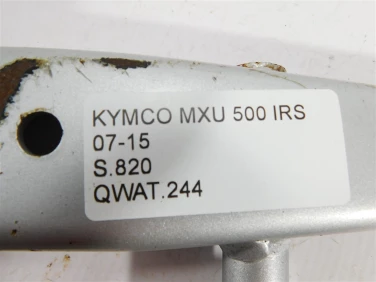 KYMCO MXU 500 IRS
07-15
S.820
QWAT.244